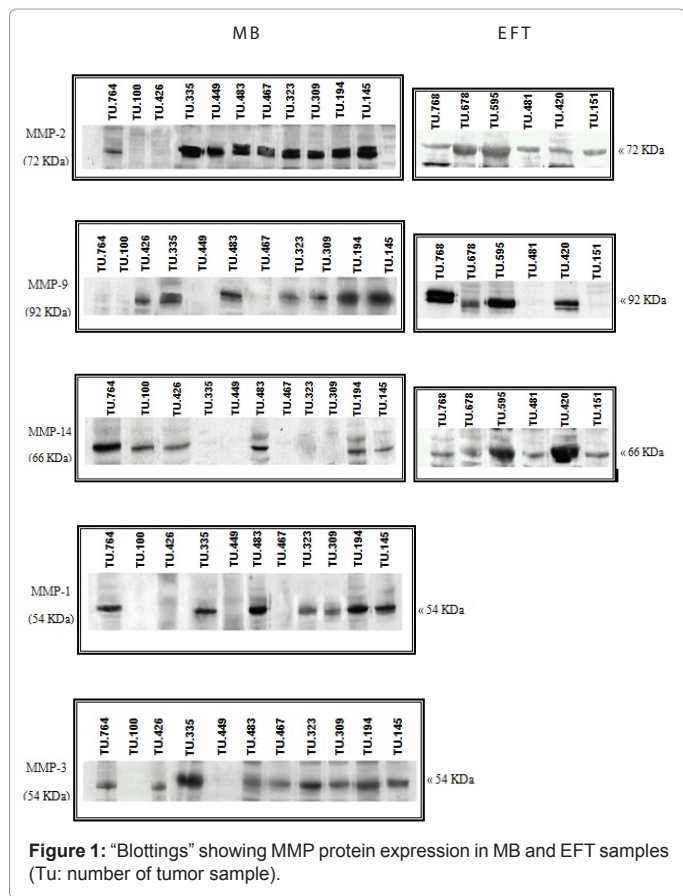 MB
EFT
TU.764 TU.100 TU.426 TU.335 TU.449 TU.483 TU.467 TU.323 TU.309 TU.194 TU.145
TU.768 TU.678 TU.595 TU.481 TU.420 TU.151
MMP-2
(72 KDa)
« 72 KDa
TU.764 TU.100 TU.426 TU.335 TU.449 TU.483 TU.467 TU.323 TU.309 TU.194 TU.145
TU.768 TU.678 TU.595 TU.481 TU.420 TU.151
MMP-9
(92 KDa)
« 92 KDa
TU.764 TU.100 TU.426 TU.335 TU.449 TU.483 TU.467 TU.323 TU.309 TU.194 TU.145
TU.768 TU.678 TU.595 TU.481 TU.420 TU.151
MMP-14
(66 KDa)
« 66 KDa
TU.764 TU.100 TU.426 TU.335 TU.449 TU.483 TU.467 TU.323 TU.309 TU.194 TU.145
MMP-1
(54 KDa)
« 54 KDa
TU.764 TU.100 TU.426 TU.335 TU.449 TU.483 TU.467 TU.323 TU.309 TU.194 TU.145
MMP-3
(54 KDa)
« 54 KDa
Figure 1: “Blottings” showing MMP protein expression in MB and EFT samples
(Tu: number of tumor sample).